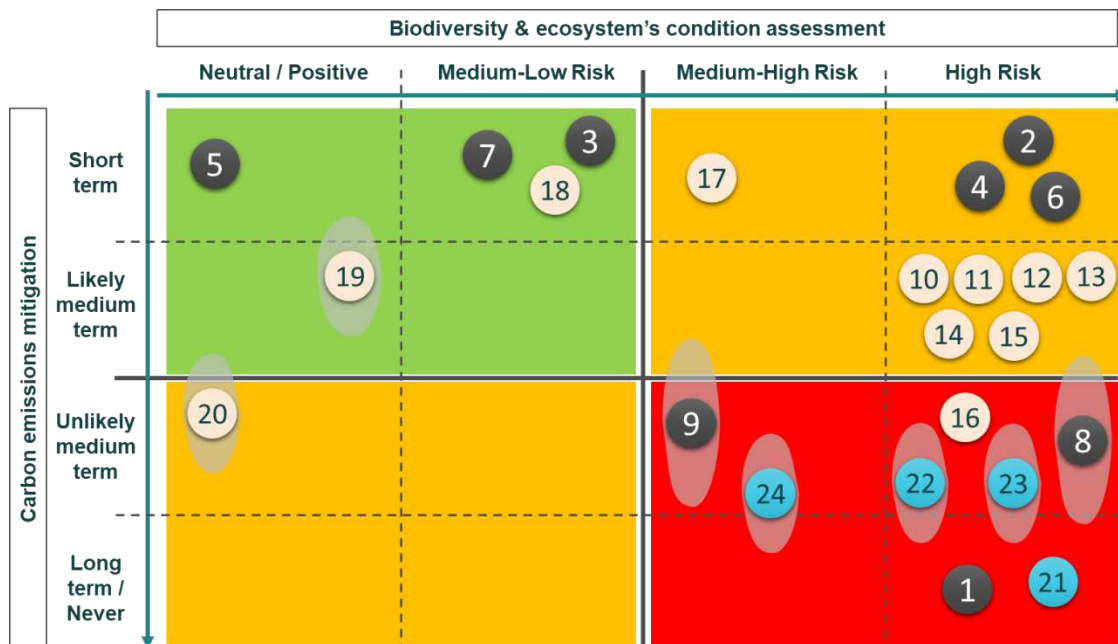 Biodiversity & ecosystem’s condition assessment
Neutral / Positive
Medium-Low Risk
Medium-High Risk
High Risk
Carbon emissions mitigation
Short
term
5
7
3
18
17
2
4
6
Likely
medium
term
19
10
11
12
13
14
15
Unlikely
medium
term
20
9
24
16
22
23
8
Long
term /
Never
1
21